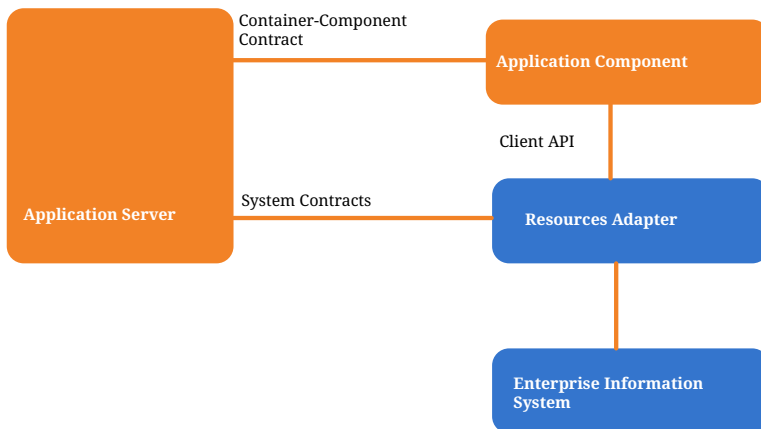 Container-Component
Contract
Application Component
Client API
Application Server
System Contracts
Resources Adapter
Enterprise Information
System